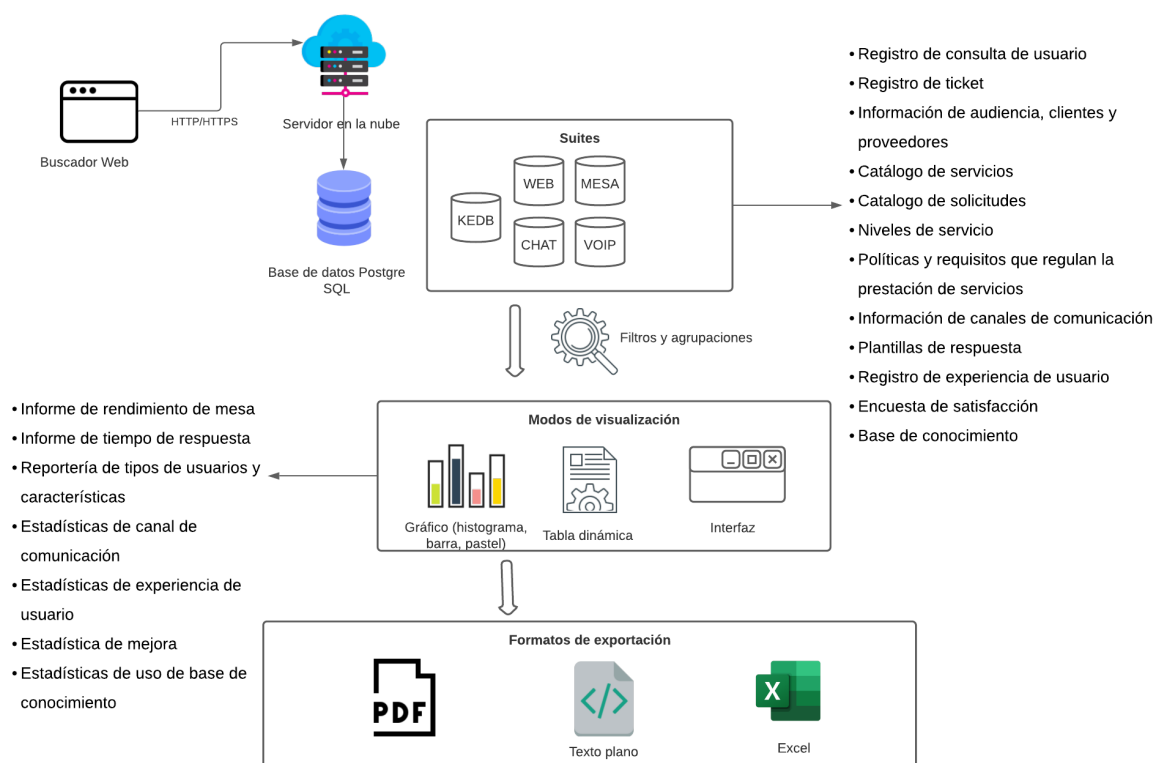 HTTP/HTTPS
Buscador Web
Servidor en la nube
Base de datos Postgre
SQL
Suites
KEDB
WEB
MESA
CHAT
VOIP
• Registro de consulta de usuario
• Registro de ticket
• Información de audiencia, clientes y
proveedores
• Catálogo de servicios
• Catalogo de solicitudes
• Niveles de servicio
• Políticas y requisitos que regulan la
prestación de servicios
• Información de canales de comunicación
• Plantillas de respuesta
• Registro de experiencia de usuario
• Encuesta de satisfacción
• Base de conocimiento
Filtros y agrupaciones
• Informe de rendimiento de mesa
• Informe de tiempo de respuesta
• Reportería de tipos de usuarios y
características
• Estadísticas de canal de
comunicación
• Estadísticas de experiencia de
usuario
• Estadística de mejora
• Estadísticas de uso de base de
conocimiento
Modos de visualización
Gráfico (histograma,
barra, pastel)
Tabla dinámica
Interfaz
Formatos de exportación
PDF
</>
Texto plano
X
Excel